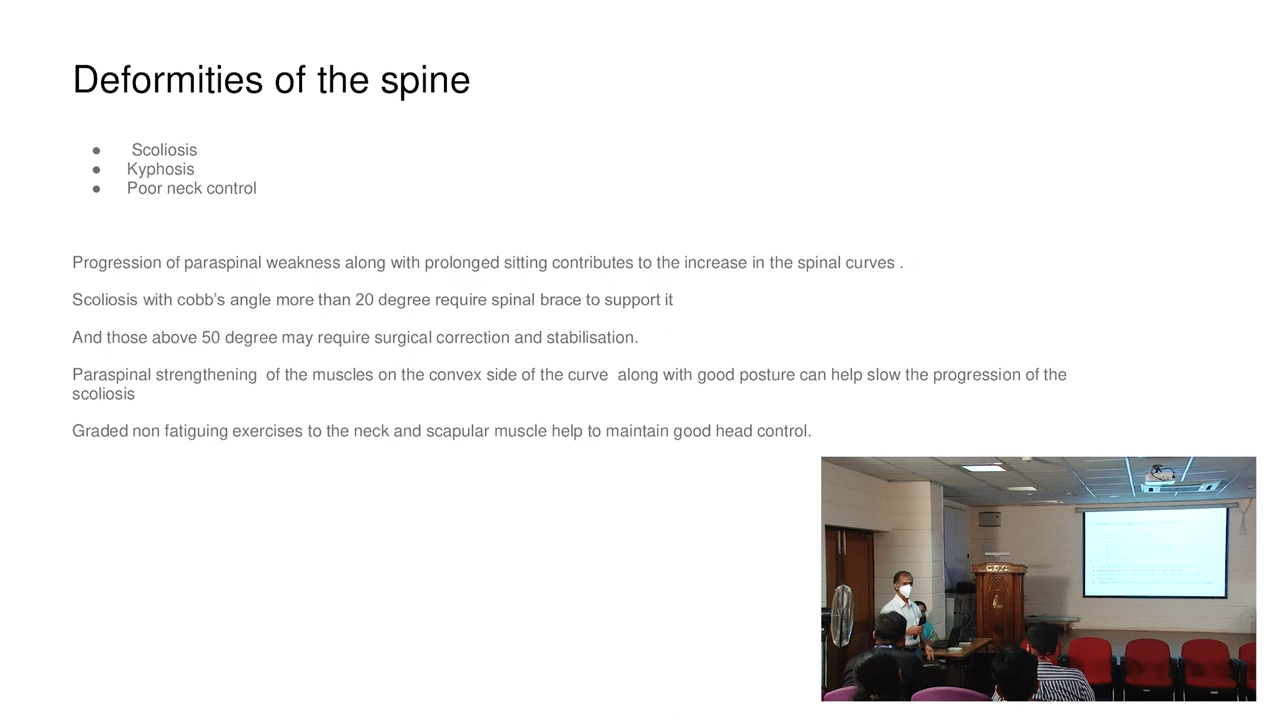 Deformities of the spine
● Scoliosis
● Kyphosis
● Poor neck control
Progression of paraspinal weakness along with prolonged sitting contributes to the increase in the spinal curves .
Scoliosis with cobb’s angle more than 20 degree require spinal brace to support it
And those above 50 degree may require surgical correction and stabilisation.
Paraspinal strengthening of the muscles on the convex side of the curve along with good posture can help slow the progression of the
scoliosis
Graded non fatiguing exercises to the neck and scapular muscle help to maintain good head control.
CDC